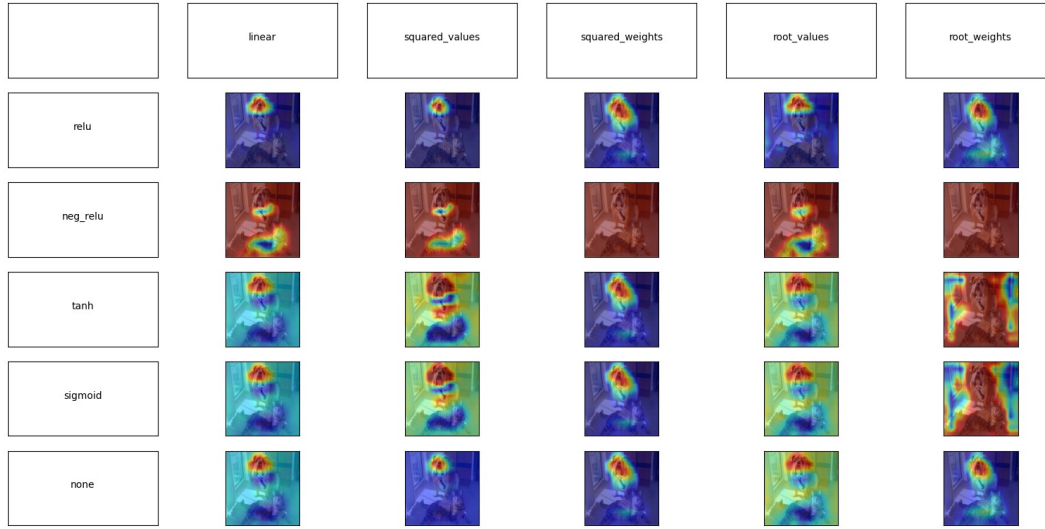 linear
squared_values
squared_weights
root_values
root_weights
relu
neg_relu
tanh
sigmoid
none